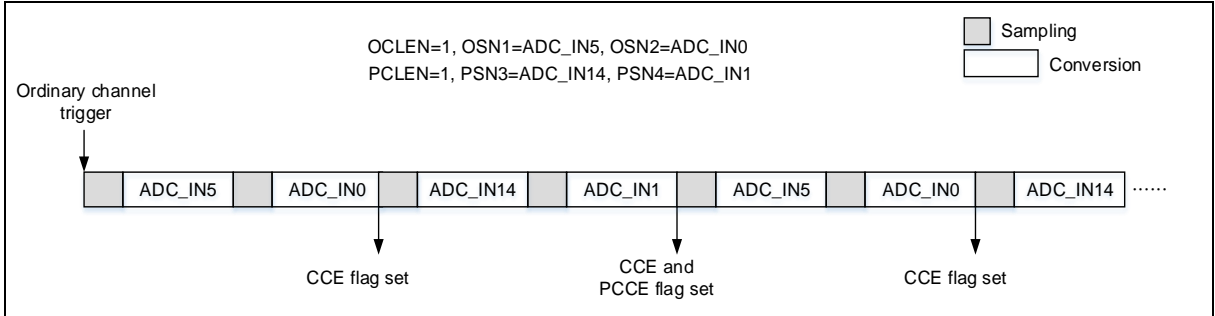 OCLEN=1, OSN1=ADC_IN5, OSN2=ADC_IN0
PCLEN=1, PSN3=ADC_IN14, PSN4=ADC_IN1
Sampling
Conversion
Ordinary channel
trigger
ADC_IN5 ADC_IN0 ADC_IN14 ADC_IN1 ADC_IN5 ADC_IN0 ADC_IN14 ······
CCE flag set
CCE and
PCCE flag set
CCE flag set